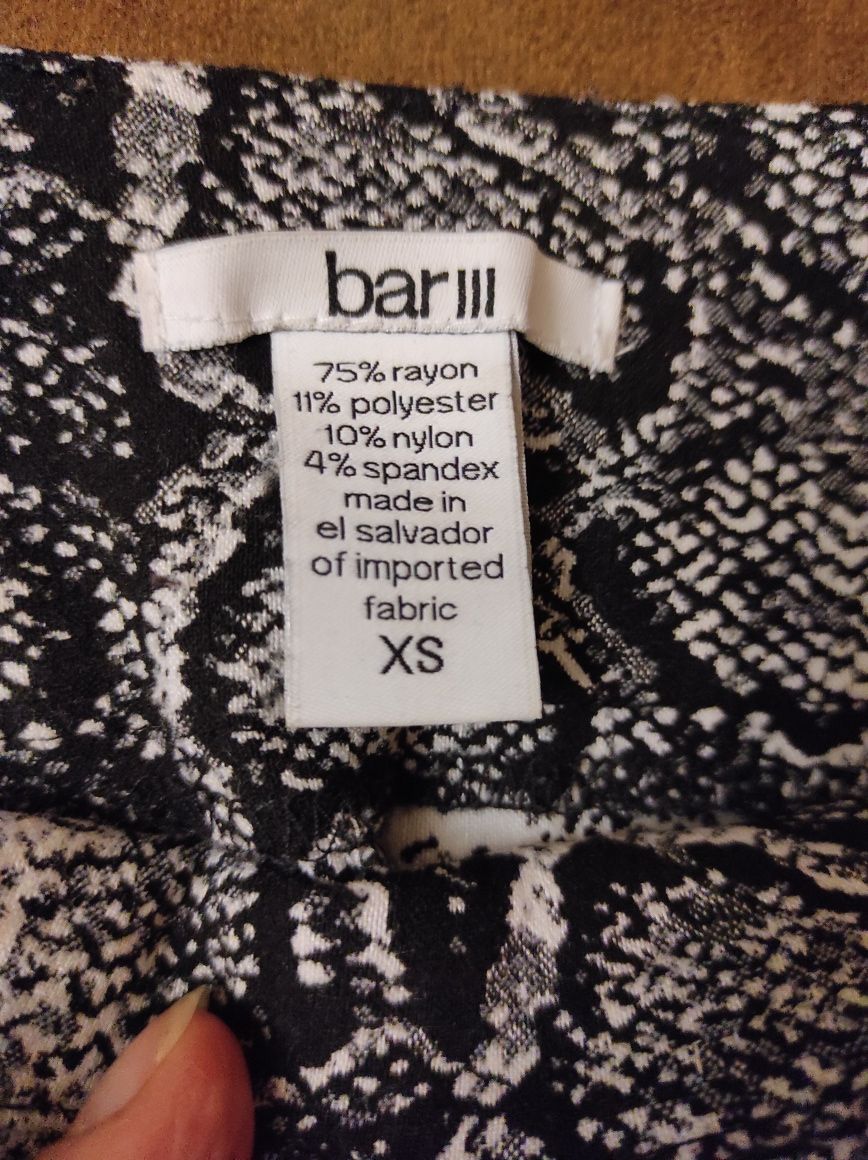 bar III
75% rayon
11% polyester
10% nylon
4% spandex
made in
el salvador
of imported
fabric
XS